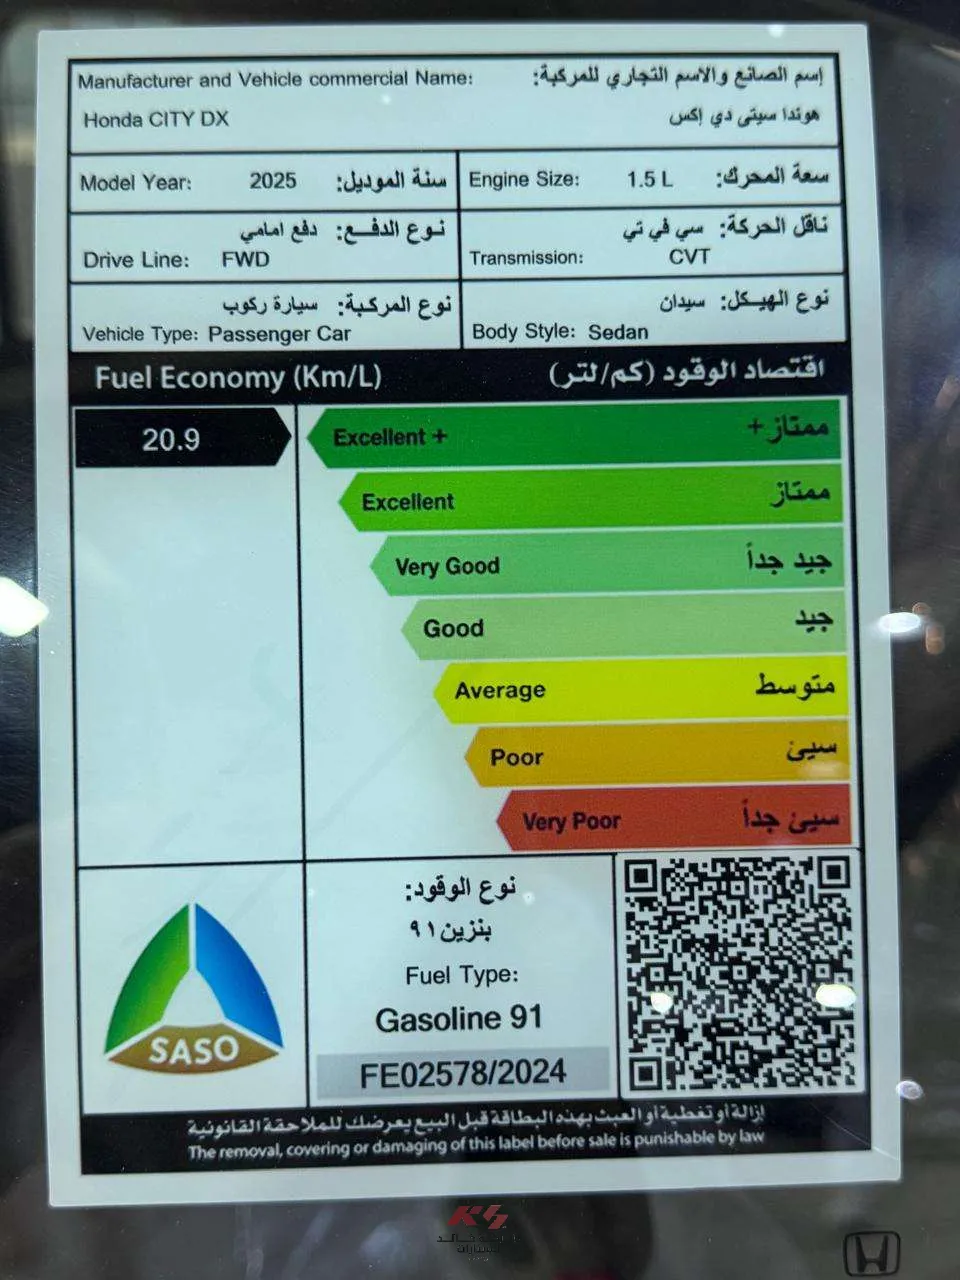 Manufacturer and Vehicle commercial Name: إسم الصانع والاسم التجاري للمركبة:
Honda CITY DX هوندا سيتى دي إكس
Model Year: 2025 سنة الموديل:
Engine Size: 1.5 L سعة المحرك:
نوع الدفع: دفع امامي
Drive Line: FWD
ناقل الحركة: سي في تي
Transmission: CVT
نوع المركبة: سيارة ركوب
Vehicle Type: Passenger Car
نوع الهيكل: سيدان
Body Style: Sedan
Fuel Economy (Km/L) اقتصاد الوقود (كم/لتر)
20.9
Excellent + ممتاز+
Excellent ممتاز
Very Good جيد جداً
Good جيد
Average متوسط
Poor سيئ
Very Poor سيئ جداً
SASO
نوع الوقود:
بنزين ٩١
Fuel Type:
Gasoline 91
FE02578/2024
إزالة أو تغطية أو العبث بهذه البطاقة قبل البيع يعرضك للملاحقة القانونية
The removal, covering or damaging of this label before sale is punishable by law